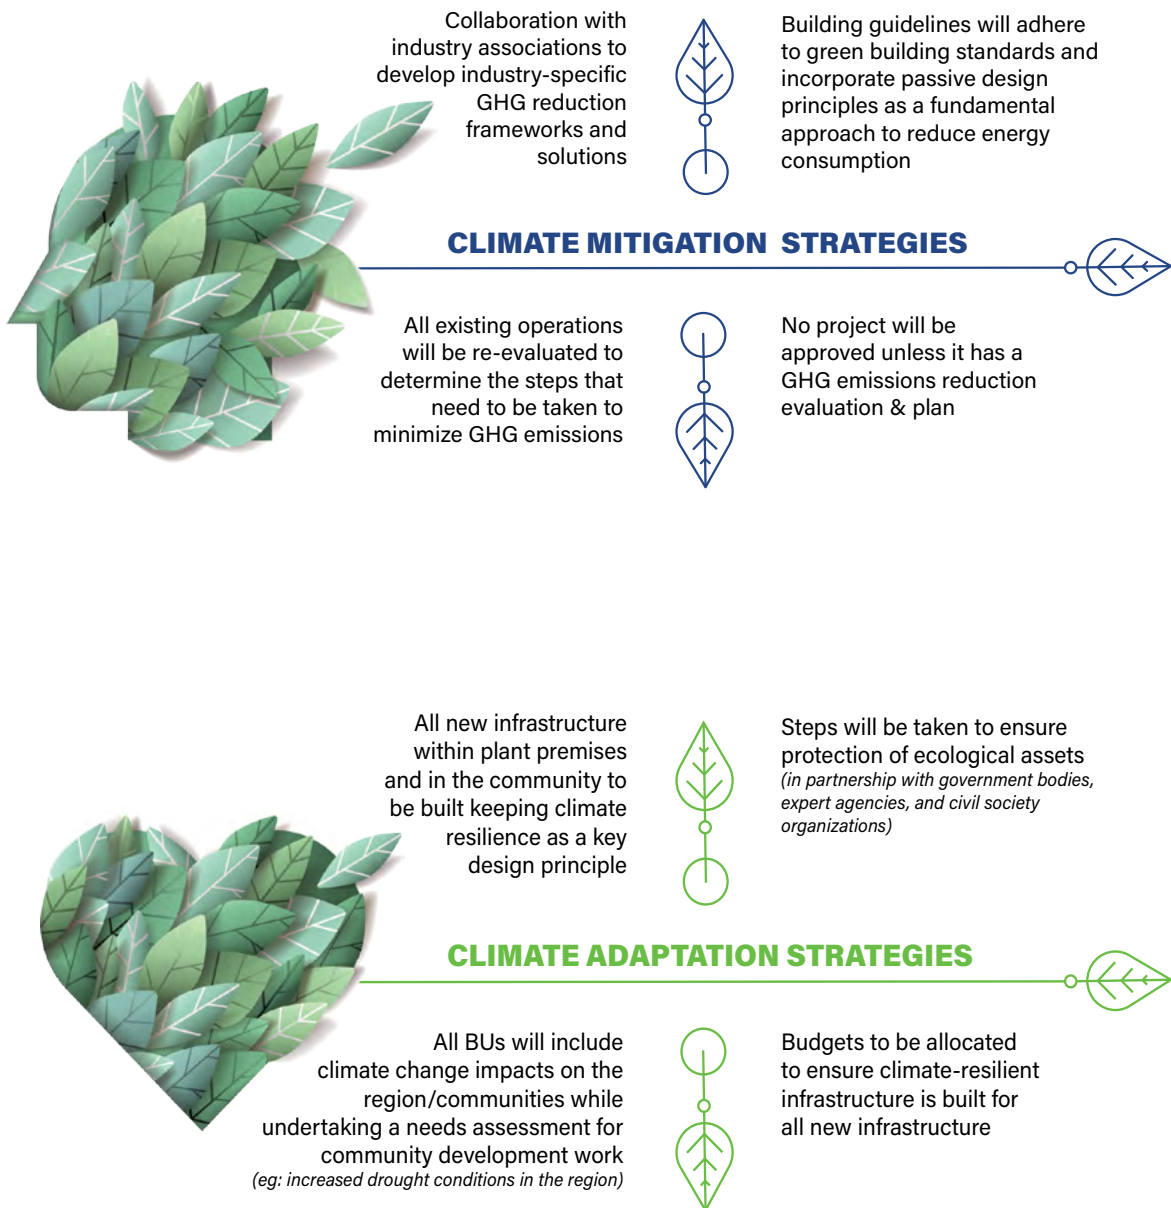 Collaboration with
industry associations to
develop industry-specific
GHG reduction
frameworks and
solutions
Building guidelines will adhere
to green building standards and
incorporate passive design
principles as a fundamental
approach to reduce energy
consumption
CLIMATE MITIGATION STRATEGIES
All existing operations
will be re-evaluated to
determine the steps that
need to be taken to
minimize GHG emissions
No project will be
approved unless it has a
GHG emissions reduction
evaluation & plan
All new infrastructure
within plant premises
and in the community to
be built keeping climate
resilience as a key
design principle
Steps will be taken to ensure
protection of ecological assets
(in partnership with government bodies,
expert agencies, and civil society
organizations)
CLIMATE ADAPTATION STRATEGIES
All BUs will include
climate change impacts on the
region/communities while
undertaking a needs assessment for
community development work
(eg: increased drought conditions in the region)
Budgets to be allocated
to ensure climate-resilient
infrastructure is built for
all new infrastructure